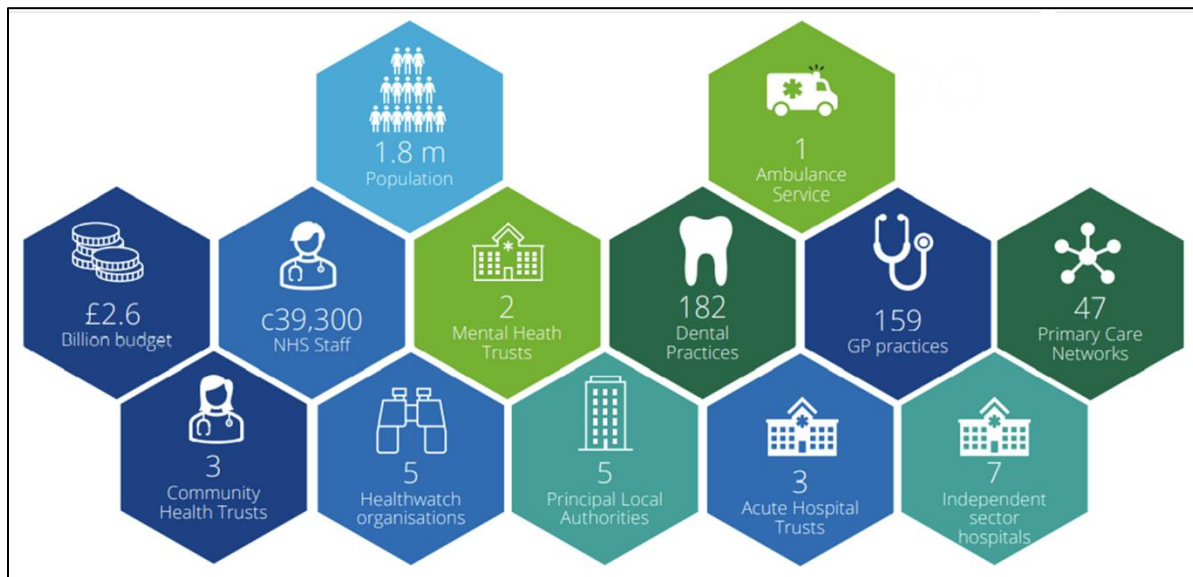 1.8 m
Population
1
Ambulance
Service
£2.6
Billion budget
c39,300
NHS Staff
2
Mental Heath
Trusts
182
Dental
Practices
159
GP practices
47
Primary Care
Networks
3
Community
Health Trusts
5
Healthwatch
organisations
5
Principal Local
Authorities
3
Acute Hospital
Trusts
7
Independent
sector
hospitals